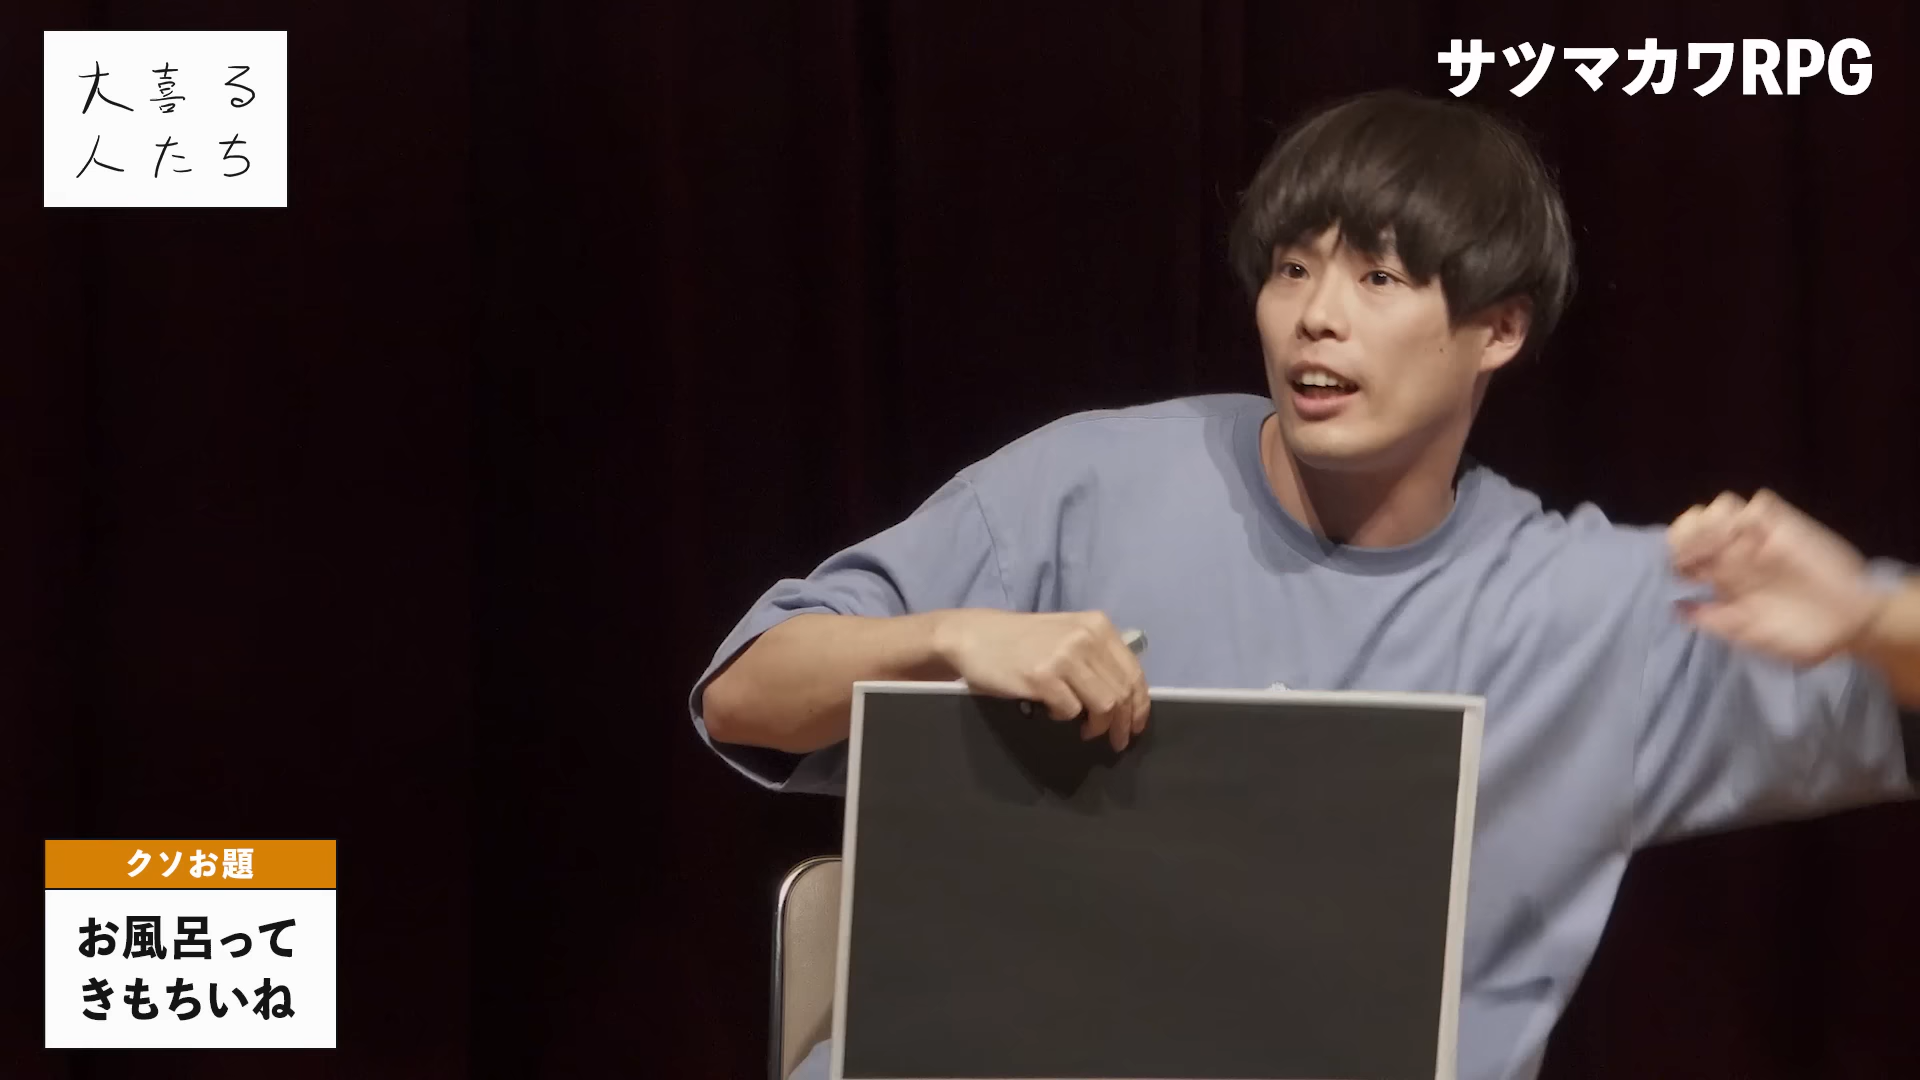 大喜る
人たち
サツマカワRPG
クソお題
お風呂って
きもちいね